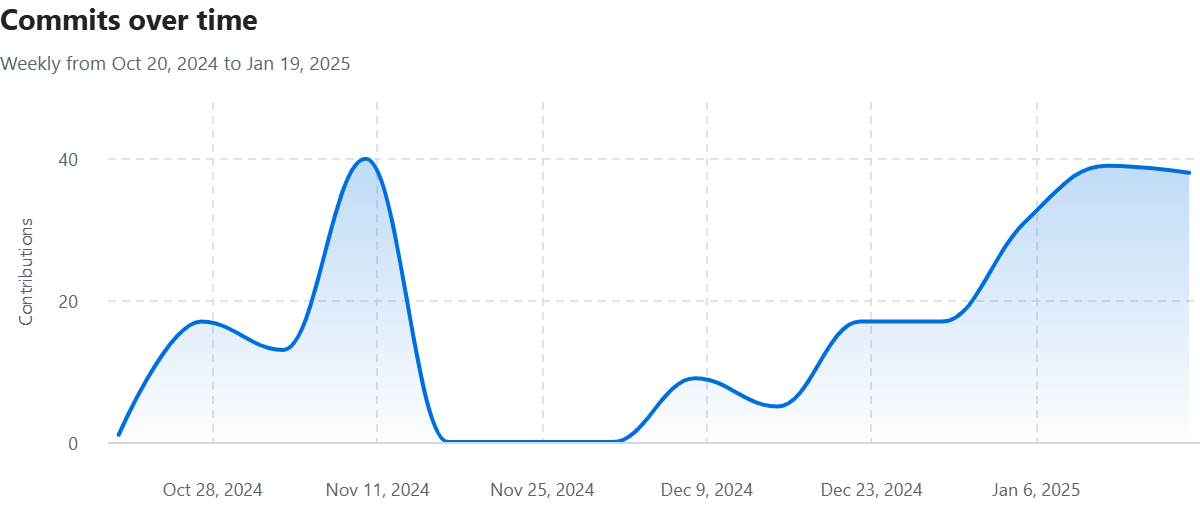 Commits over time
Weekly from Oct 20, 2024 to Jan 19, 2025
Contributions
40
20
0
Oct 28, 2024 Nov 11, 2024 Nov 25, 2024 Dec 9, 2024 Dec 23, 2024 Jan 6, 2025